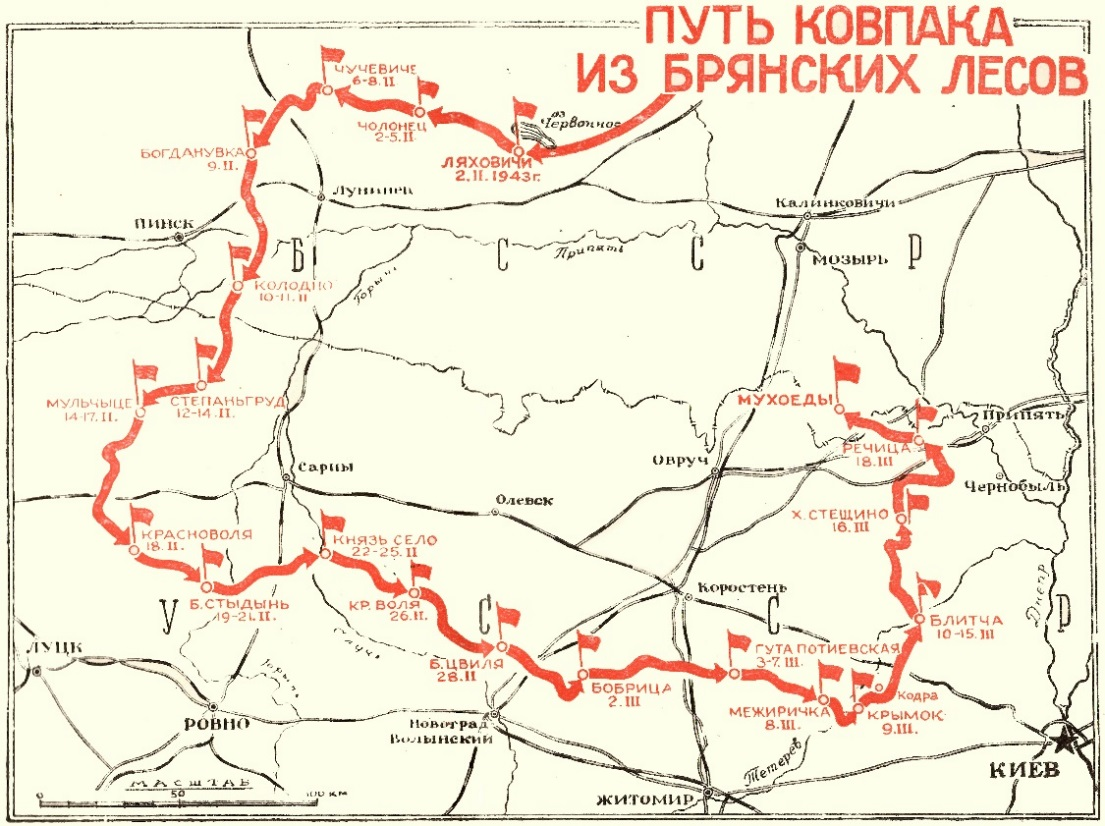 ПУТЬ КОВПАКА
ИЗ БРЯНСКИХ ЛЕСОВ
ЧУЧЕВИЧЕ
6-8.II
ЧОЛОНЕЦ
2-5.II
оз
Червонное
ЛЯХОВИЧИ
2.II.1943г.
БОГДАНУВКА
9.II.
Лунинец
Калинковичи
ПИНСК
Б С С Р
Припять
МОЗЫРЬ
Горынь
КОЛОДНО
10-11.II
МУЛЬЧЫЦЕ
14-17.II.
СТЕПАНЬГРУД
12-14.II.
МУХОЕДЫ
Припять
РЕЧИЦА
18.III
Овруч
Сарны
Чернобыль
Олевск
Х.СТЕЩИНО
16.III
КРАСНОВОЛЯ
18.II.
КНЯЗЬ СЕЛО
22-25.II
Б.СТЫДЫНЬ
19-21.II.
КР.ВОЛЯ
26.II.
Коростень
Днепр
У С С Р
БЛИТЧА
10-15.III
Случь
ЛУЦК
Горынь
Б.ЦВИЛЯ
28.II
ГУТА ПОТИЕВСКАЯ
3-7.III.
БОБРИЦА
2.III
Кодра
МЕЖИРИЧКА
8.III.
КРЫМОК
9.III.
РОВНО
Новоград
Волынский
Тетерев
КИЕВ
ЖИТОМИР
МАСШТАБ
0 50 100 км